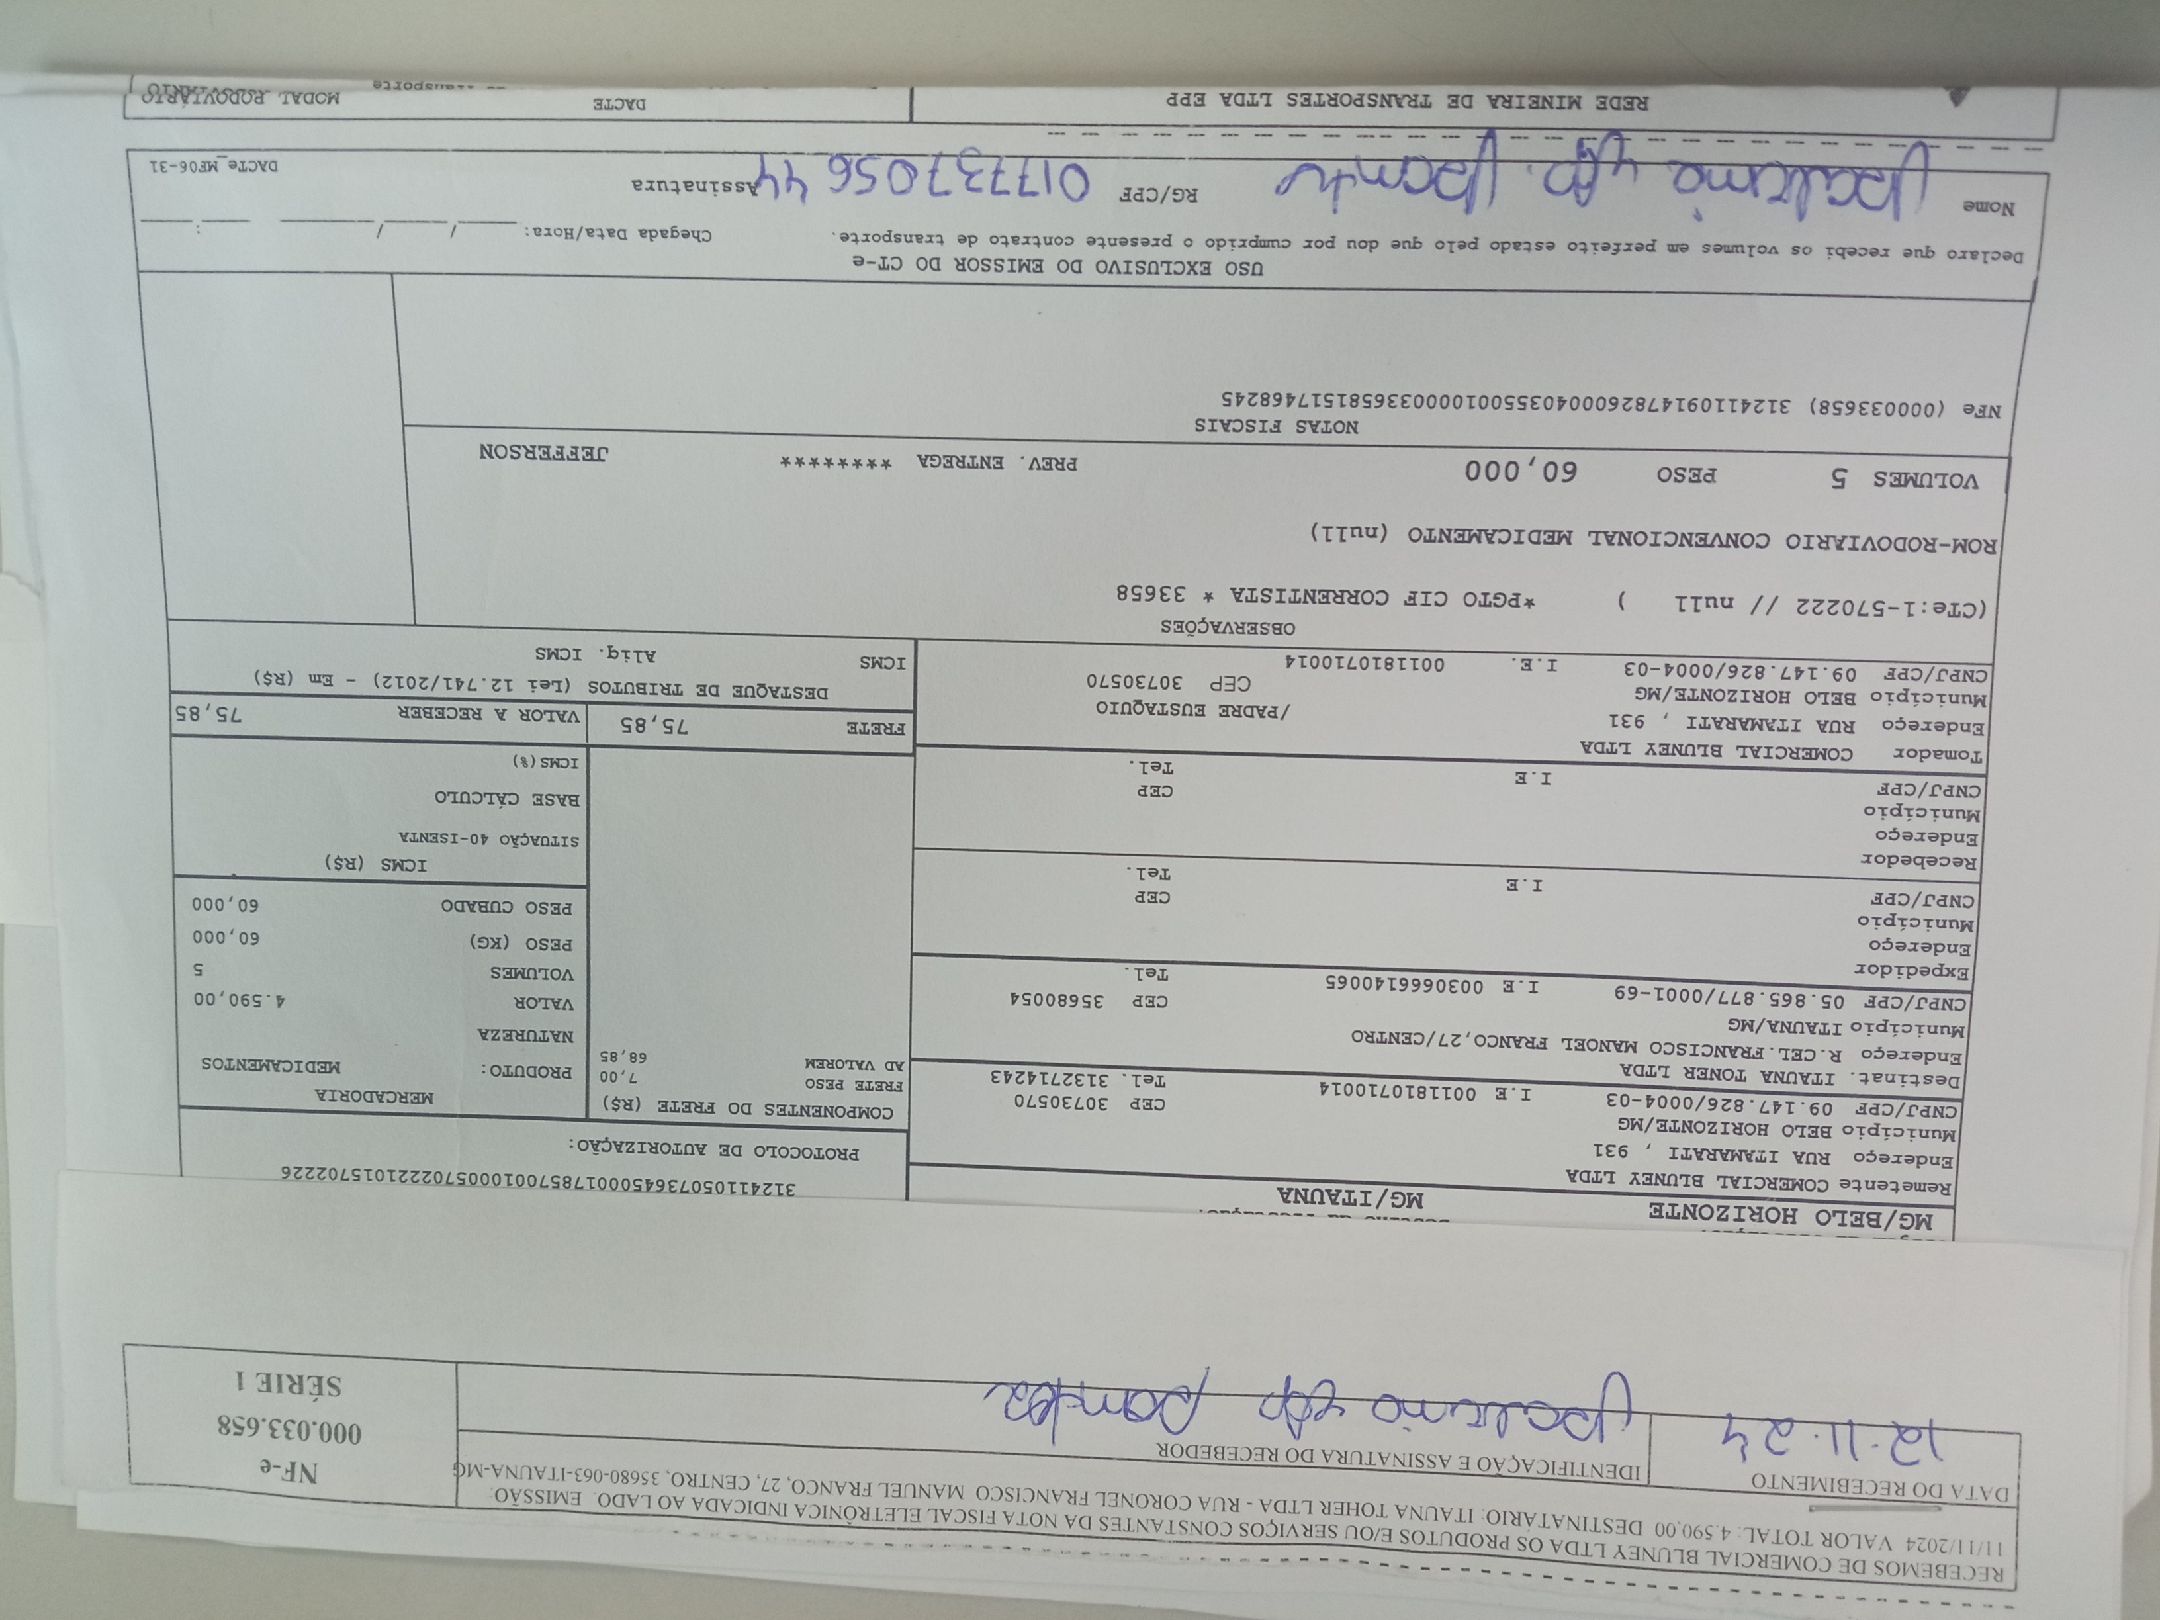 RECEBEMOS DE COMERCIAL BLUNEY LTDA OS PRODUTOS E/OU SERVIÇOS CONSTANTES DA NOTA FISCAL ELETRÔNICA INDICADA AO LADO. EMISSÃO:
11/11/2024 VALOR TOTAL: 4.590,00 DESTINATÁRIO: ITAUNA TOHER LTDA - RUA CORONEL FRANCISCO MANUEL FRANCO, 27, CENTRO, 35680-063-ITAUNA-MG
NF-e
000.033.658
SÉRIE 1
DATA DO RECEBIMENTO
12.11.24
IDENTIFICAÇÃO E ASSINATURA DO RECEBEDOR
MG/BELO HORIZONTE
MG/ITAUNA
Remetente COMERCIAL BLUNEY LTDA
Endereço RUA ITAMARATI , 931
Município BELO HORIZONTE/MG CEP 30730570
CNPJ/CPF 09.147.826/0004-03 I.E 0011810710014 Tel. 3132714243
Destinat. ITAUNA TONER LTDA
Endereço R.CEL.FRANCISCO MANOEL FRANCO,27/CENTRO
Município ITAUNA/MG CEP 35680054
CNPJ/CPF 05.865.877/0001-69 I.E 0030666140065 Tel.
Expedidor
Endereço
Município CEP
CNPJ/CPF I.E Tel.
Recebedor
Endereço
Município CEP
CNPJ/CPF I.E Tel.
Tomador COMERCIAL BLUNEY LTDA
Endereço RUA ITAMARATI , 931 /PADRE EUSTAQUIO
Município BELO HORIZONTE/MG CEP 30730570
CNPJ/CPF 09.147.826/0004-03 I.E. 0011810710014
31241105073645000178570010005702221015702226
PROTOCOLO DE AUTORIZAÇÃO:
COMPONENTES DO FRETE (R$)
FRETE PESO 7,00
AD VALOREM 68,85
MERCADORIA
PRODUTO: MEDICAMENTOS
NATUREZA
VALOR 4.590,00
VOLUMES 5
PESO (KG) 60,000
PESO CUBADO 60,000
ICMS (R$)
SITUAÇÃO 40-ISENTA
BASE CÁLCULO
ICMS(%)
FRETE 75,85 VALOR A RECEBER 75,85
DESTAQUE DE TRIBUTOS (Lei 12.741/2012) - Em (R$)
ICMS Aliq. ICMS
OBSERVAÇÕES
(CTe:1-570222 // null ) *PGTO CIF CORRENTISTA * 33658
ROM-RODOVIARIO CONVENCIONAL MEDICAMENTO (null)
VOLUMES 5 PESO 60,000 PREV. ENTREGA ******** JEFFERSON
NOTAS FISCAIS
NFe (000033658) 31241109147826000403550010000336581517468245
USO EXCLUSIVO DO EMISSOR DO CT-e
Declaro que recebi os volumes em perfeito estado pelo que dou por cumprido o presente contrato de transporte. Chegada Data/Hora: ____/____/____ ____:____
Nome RG/CPF 01773705644 Assinatura
DACTe_MF06-31
REDE MINEIRA DE TRANSPORTES LTDA EPP
DACTE
MODAL RODOVIÁRIO